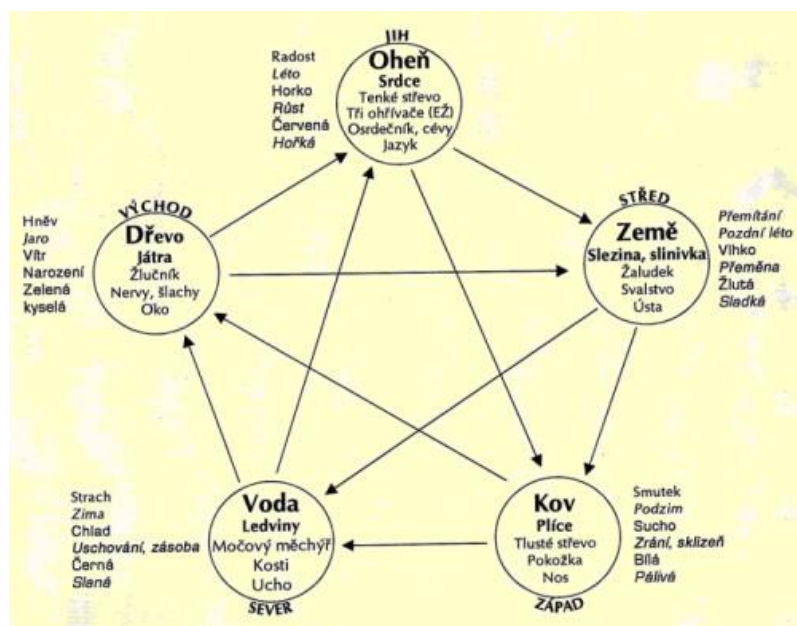 JIH
Oheň
Srdce
Tenké střevo
Tři ohřívače (EŽ)
Osrdečník, cévy
Jazyk
Radost
Léto
Horko
Růst
Červená
Hořká
VÝCHOD
Dřevo
Játra
Žlučník
Nervy, šlachy
Oko
Hněv
Jaro
Vítr
Narození
Zelená
kyselá
STŘED
Země
Slezina, slinivka
Žaludek
Svalstvo
Ústa
Přemítání
Pozdní léto
Vlhko
Přeměna
Žlutá
Sladká
Voda
Ledviny
Močový měchýř
Kosti
Ucho
SEVER
Strach
Zima
Chlad
Uschování, zásoba
Černá
Slaná
Kov
Plíce
Tlusté střevo
Pokožka
Nos
ZÁPAD
Smutek
Podzim
Sucho
Zrání, sklizeň
Bílá
Pálivá